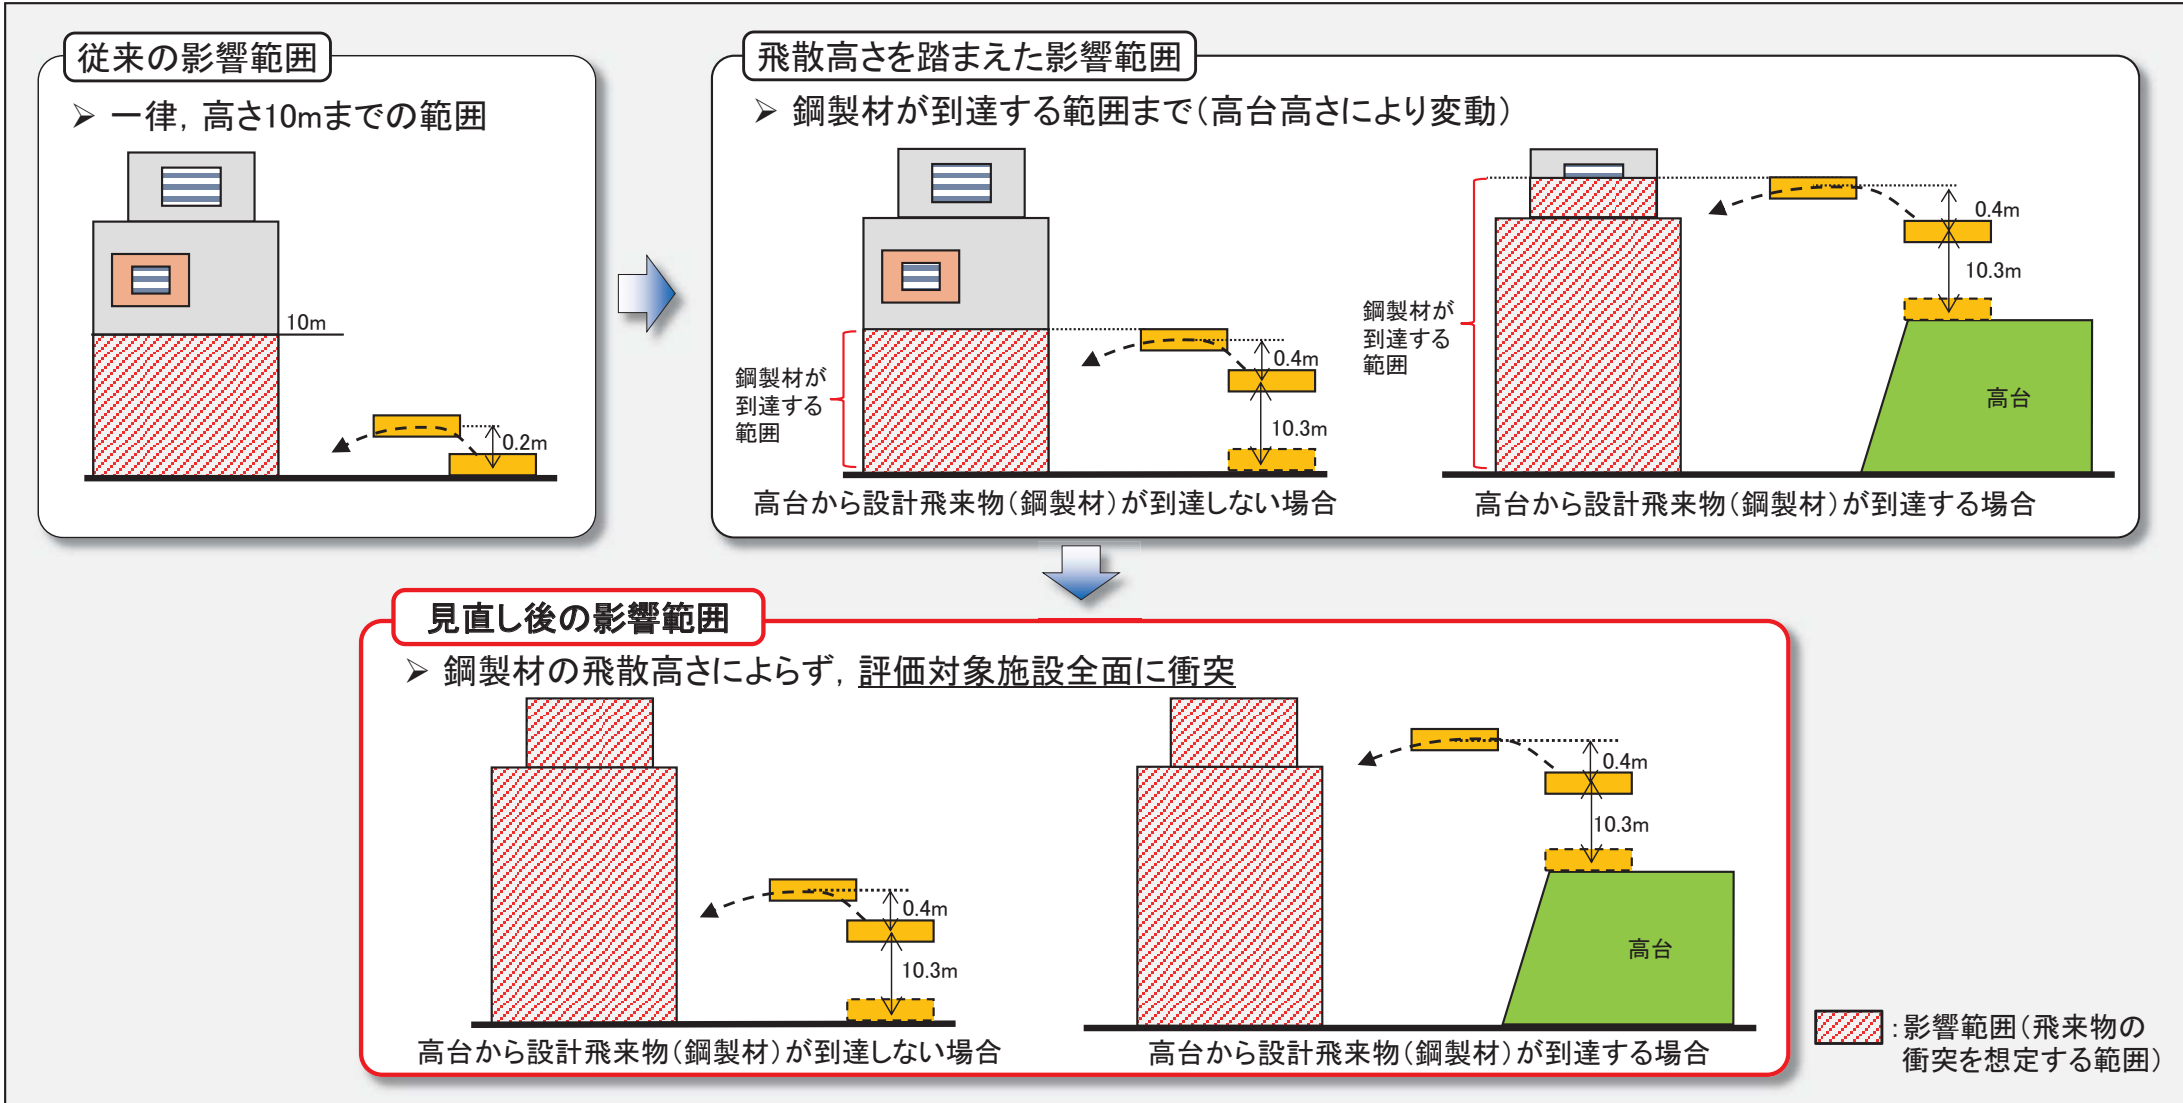 従来の影響範囲
➢ 一律，高さ10mまでの範囲
10m
0.2m
飛散高さを踏まえた影響範囲
➢ 鋼製材が到達する範囲まで（高台高さにより変動）
鋼製材が
到達する
範囲
0.4m
10.3m
高台から設計飛来物（鋼製材）が到達しない場合
鋼製材が
到達する
範囲
0.4m
10.3m
高台
高台から設計飛来物（鋼製材）が到達する場合
見直し後の影響範囲
➢ 鋼製材の飛散高さによらず，評価対象施設全面に衝突
0.4m
10.3m
高台から設計飛来物（鋼製材）が到達しない場合
0.4m
10.3m
高台
高台から設計飛来物（鋼製材）が到達する場合
：影響範囲（飛来物の
衝突を想定する範囲）